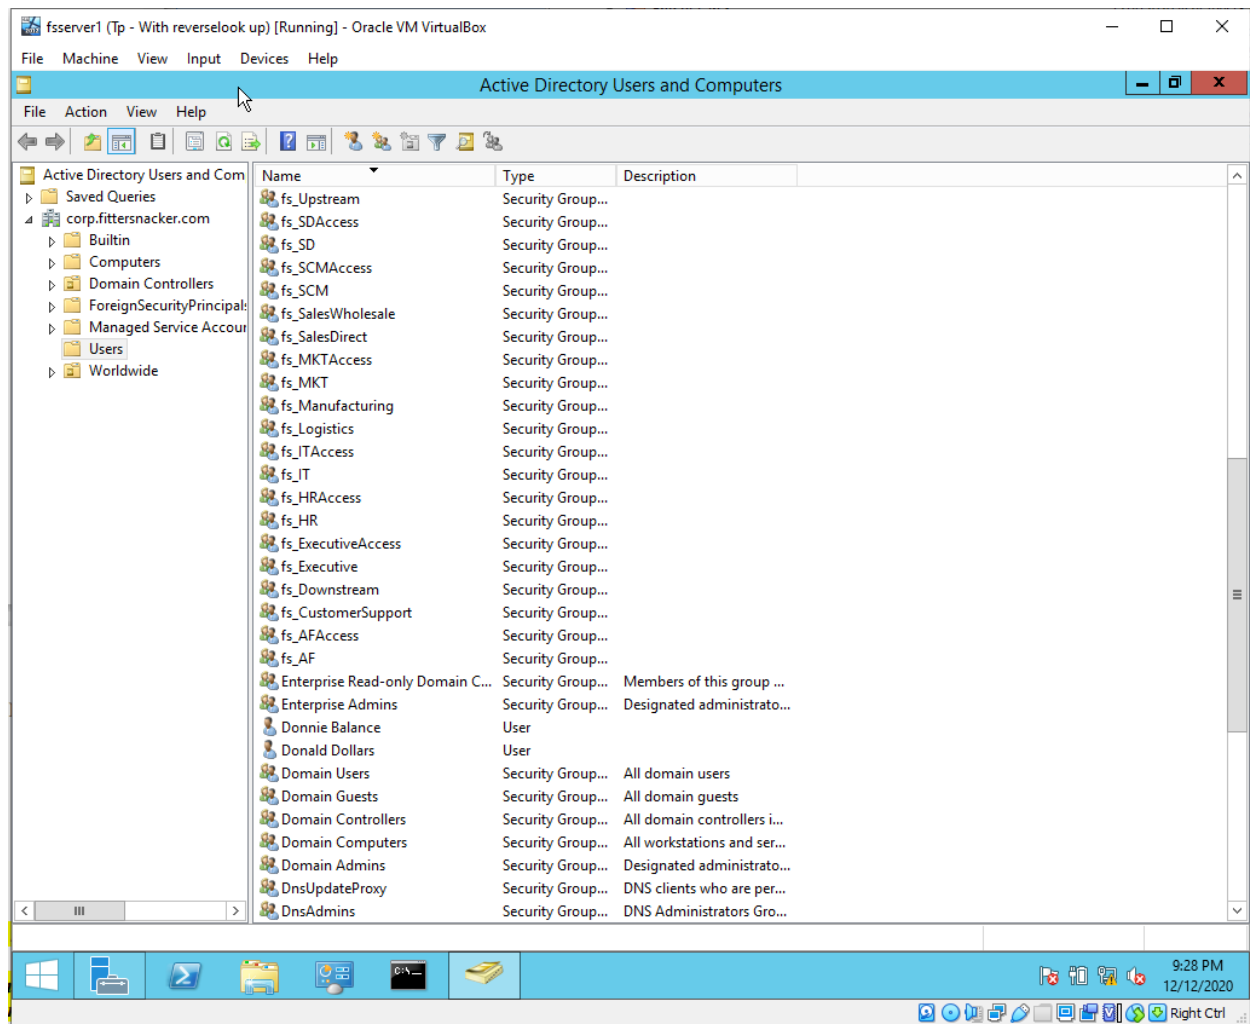 fsserver1 (Tp - With reverselook up) [Running] - Oracle VM VirtualBox
File Machine View Input Devices Help
Active Directory Users and Computers
File Action View Help
Active Directory Users and Com
Saved Queries
corp.fittersnacker.com
Builtin
Computers
Domain Controllers
ForeignSecurityPrincipals
Managed Service Accour
Users
Worldwide
Name Type Description
fs_Upstream Security Group...
fs_SDAccess Security Group...
fs_SD Security Group...
fs_SCMAccess Security Group...
fs_SCM Security Group...
fs_SalesWholesale Security Group...
fs_SalesDirect Security Group...
fs_MKTAccess Security Group...
fs_MKT Security Group...
fs_Manufacturing Security Group...
fs_Logistics Security Group...
fs_ITAccess Security Group...
fs_IT Security Group...
fs_HRAccess Security Group...
fs_HR Security Group...
fs_ExecutiveAccess Security Group...
fs_Executive Security Group...
fs_Downstream Security Group...
fs_CustomerSupport Security Group...
fs_AFAccess Security Group...
fs_AF Security Group...
Enterprise Read-only Domain C... Security Group... Members of this group ...
Enterprise Admins Security Group... Designated administrato...
Donnie Balance User
Donald Dollars User
Domain Users Security Group... All domain users
Domain Guests Security Group... All domain guests
Domain Controllers Security Group... All domain controllers i...
Domain Computers Security Group... All workstations and ser...
Domain Admins Security Group... Designated administrato...
DnsUpdateProxy Security Group... DNS clients who are per...
DnsAdmins Security Group... DNS Administrators Gro...
9:28 PM
12/12/2020
Right Ctrl